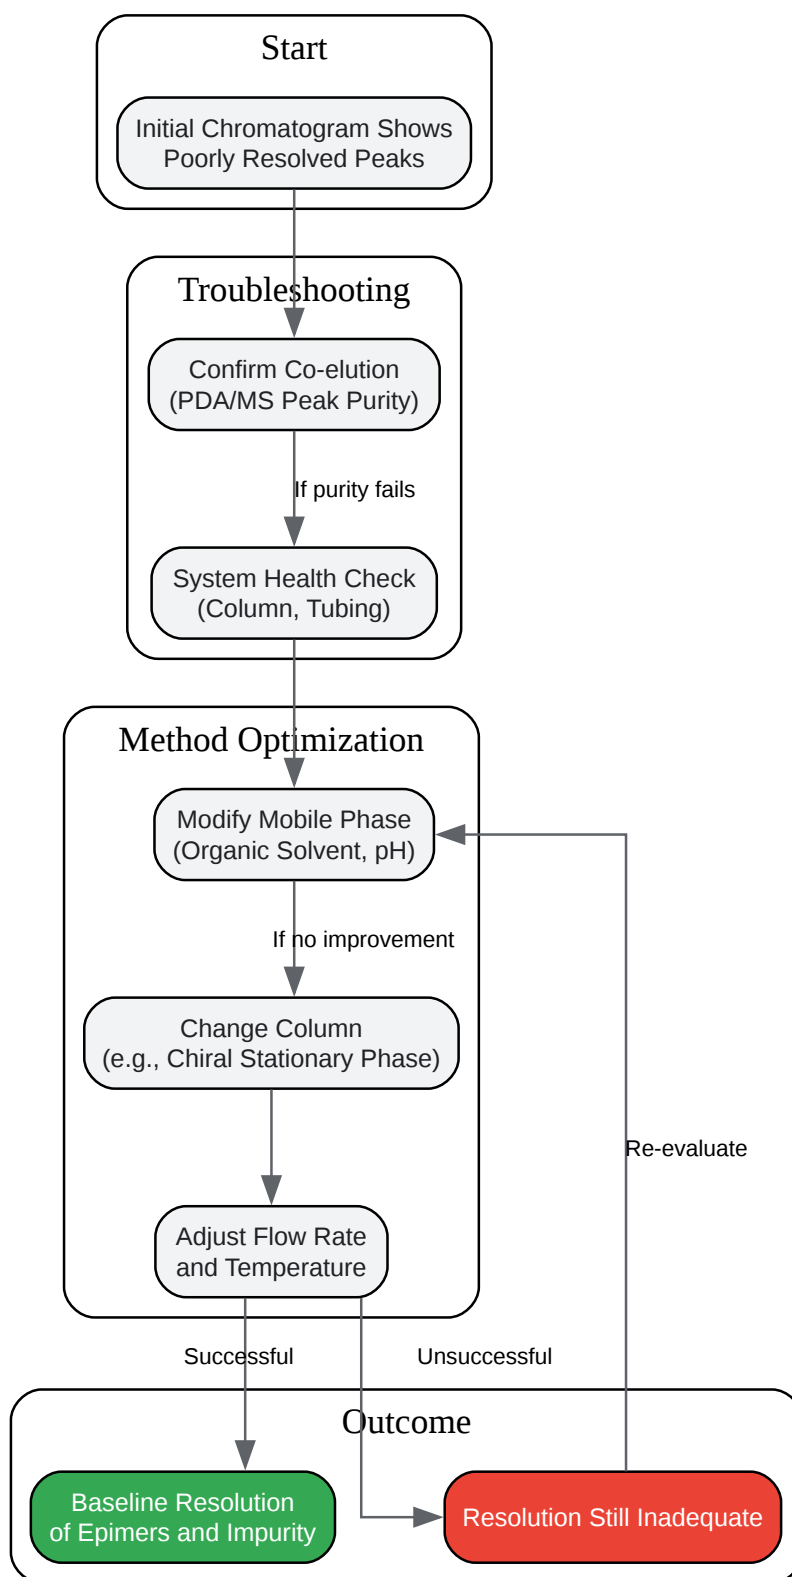 Start
Initial Chromatogram Shows
Poorly Resolved Peaks
Troubleshooting
Confirm Co-elution
(PDA/MS Peak Purity)
If purity fails
System Health Check
(Column, Tubing)
Method Optimization
Modify Mobile Phase
(Organic Solvent, pH)
If no improvement
Change Column
(e.g., Chiral Stationary Phase)
Re-evaluate
Adjust Flow Rate
and Temperature
Successful
Unsuccessful
Outcome
Baseline Resolution
of Epimers and Impurity
Resolution Still Inadequate